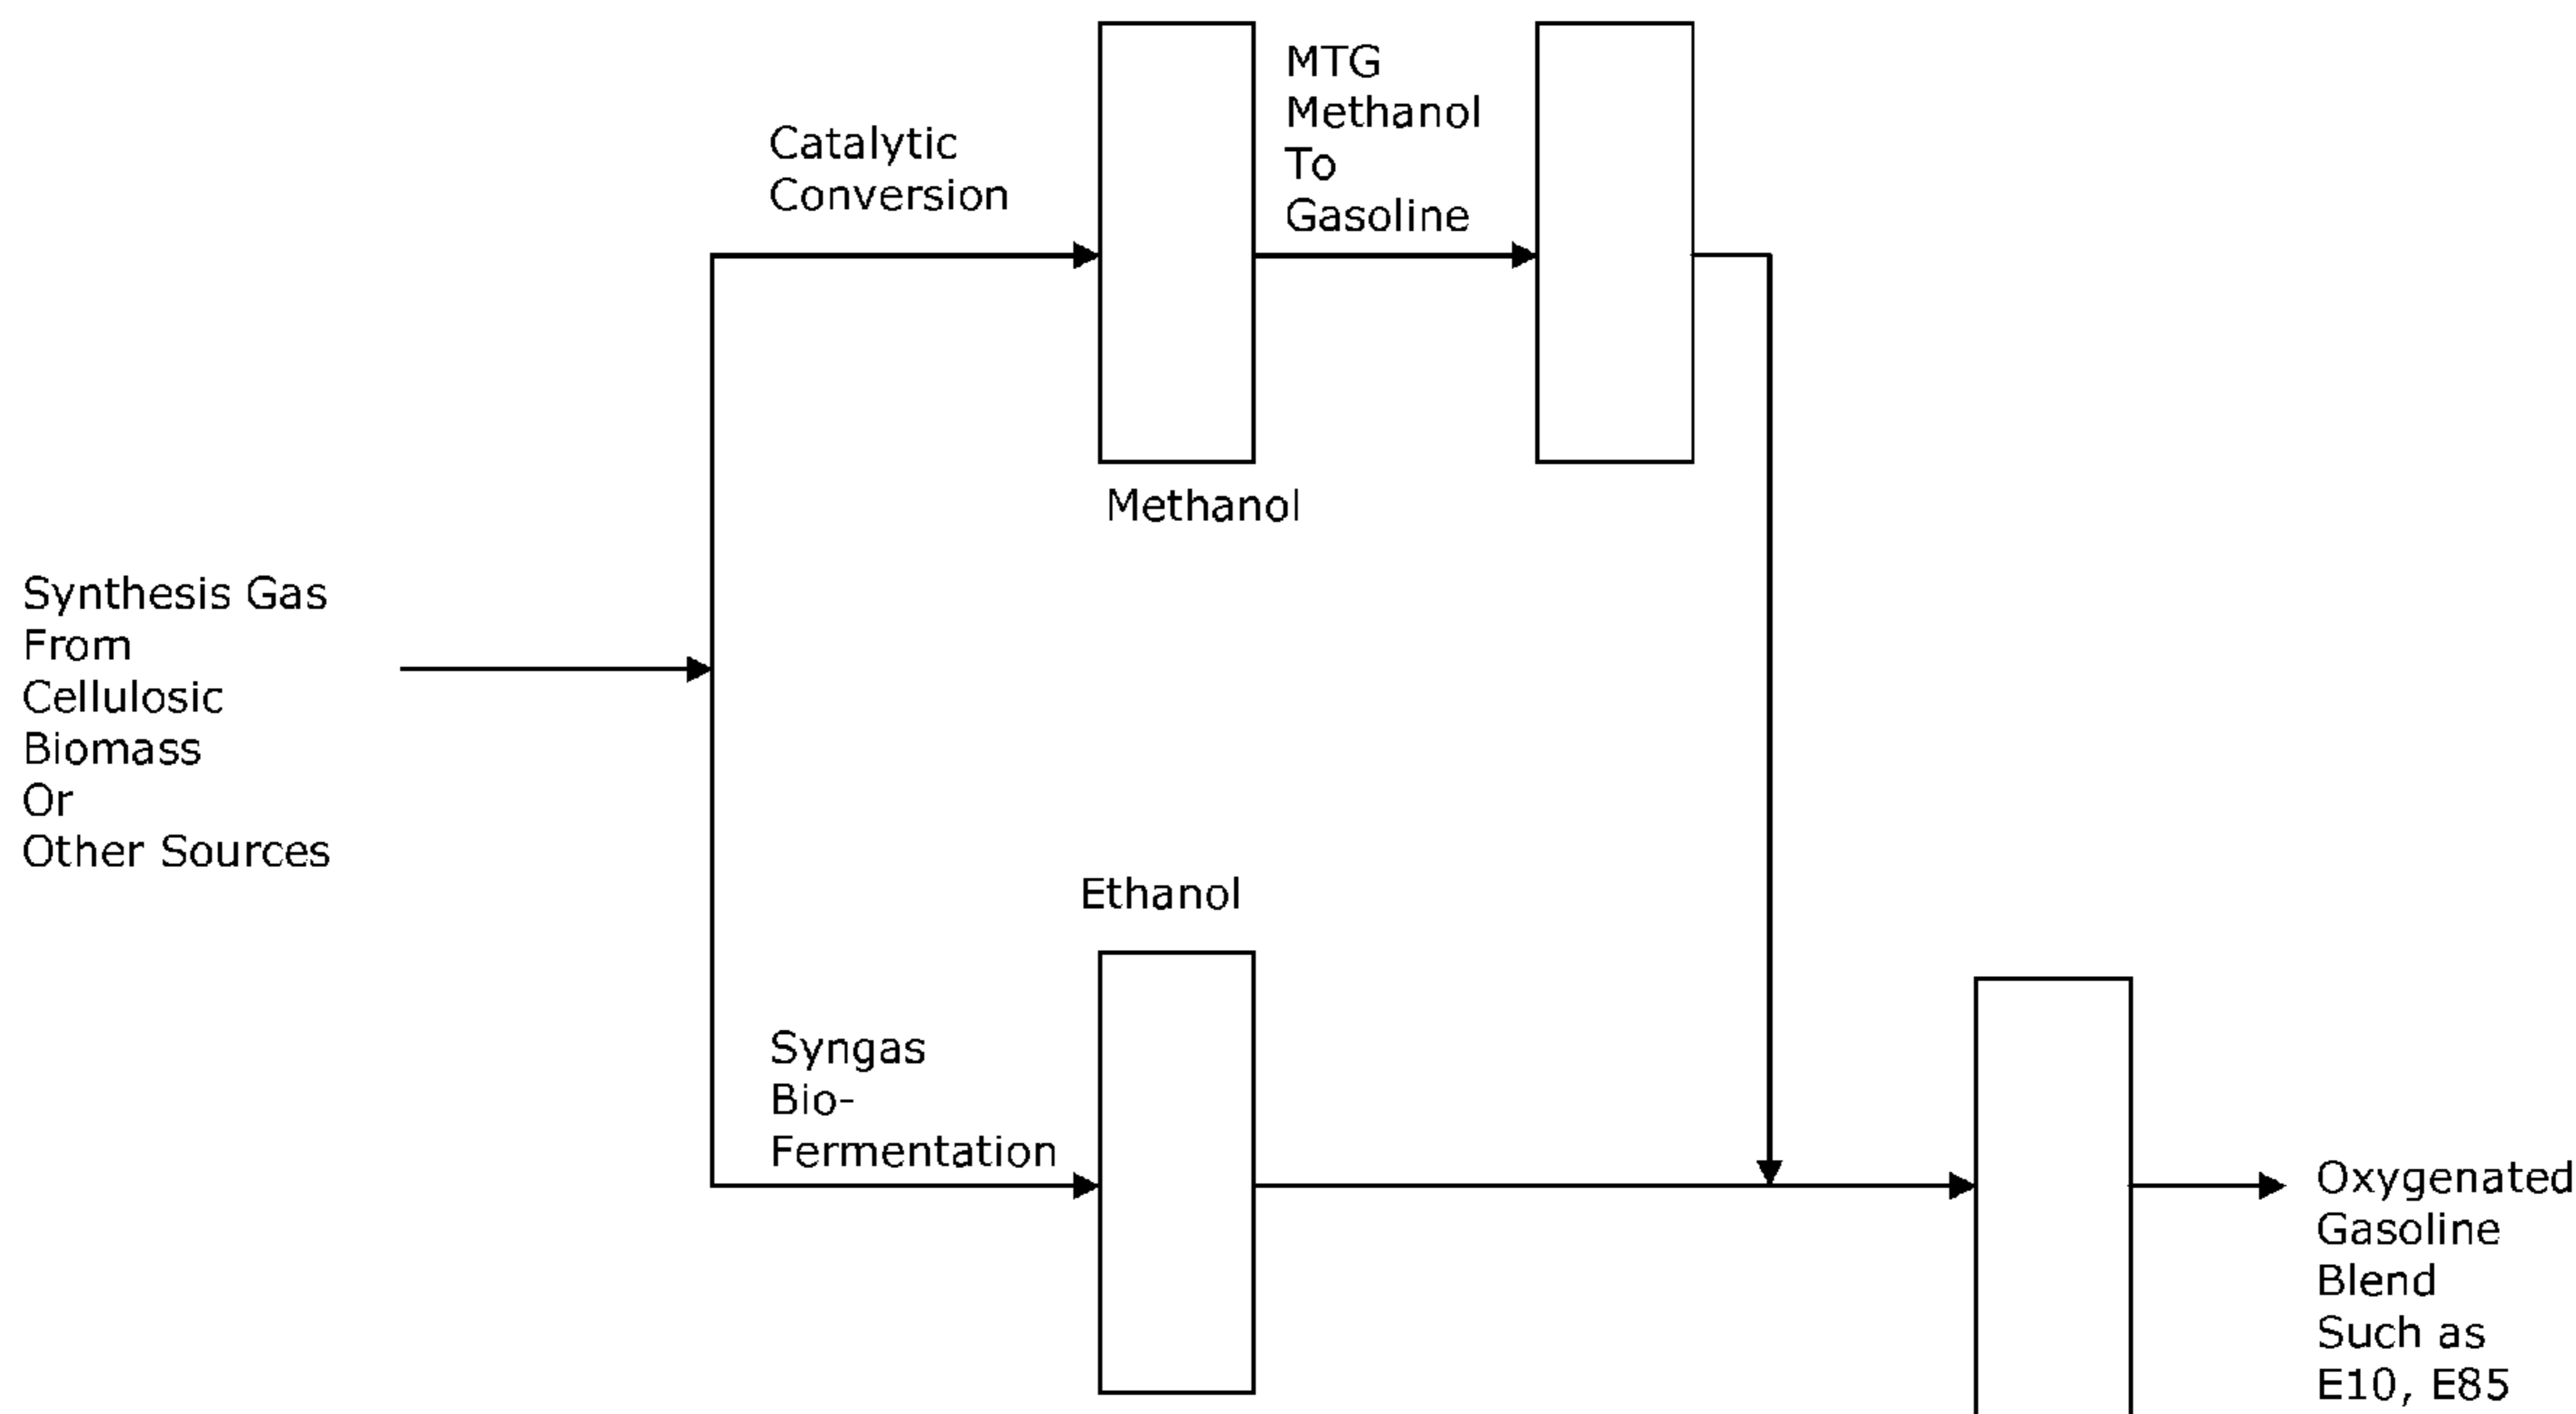 MTG
Methanol
To
Gasoline
Catalytic
Conversion
Methanol
Synthesis Gas
From
Cellulosic
Biomass
Or
Other Sources
Ethanol
Syngas
Bio-
Fermentation
Oxygenated
Gasoline
Blend
Such as
E10, E85